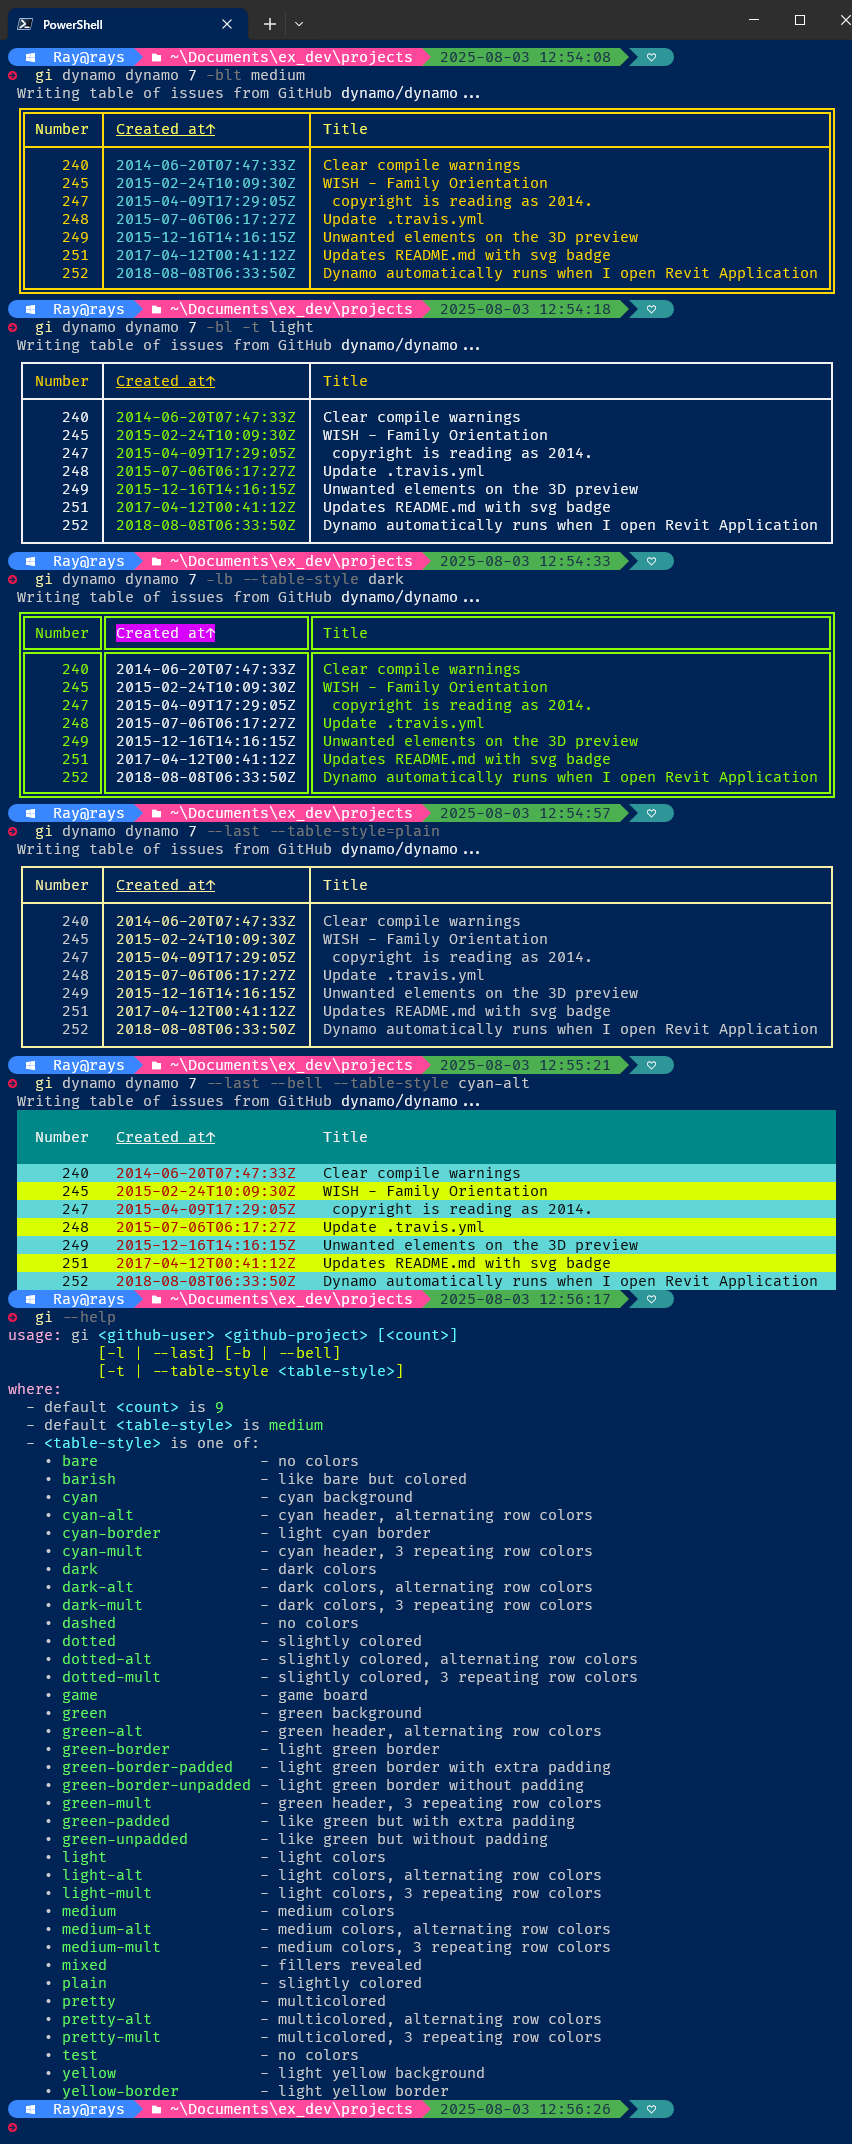 PowerShell
Ray@rays ~\Documents\ex_dev\projects 2025-08-03 12:54:08
gi dynamo dynamo 7 -blt medium
Writing table of issues from GitHub dynamo/dynamo...
Number Created at↑ Title
240 2014-06-20T07:47:33Z Clear compile warnings
245 2015-02-24T10:09:30Z WISH - Family Orientation
247 2015-04-09T17:29:05Z copyright is reading as 2014.
248 2015-07-06T06:17:27Z Update .travis.yml
249 2015-12-16T14:16:15Z Unwanted elements on the 3D preview
251 2017-04-12T00:41:12Z Updates README.md with svg badge
252 2018-08-08T06:33:50Z Dynamo automatically runs when I open Revit Application
Ray@rays ~\Documents\ex_dev\projects 2025-08-03 12:54:18
gi dynamo dynamo 7 -bl -t light
Writing table of issues from GitHub dynamo/dynamo...
Number Created at↑ Title
240 2014-06-20T07:47:33Z Clear compile warnings
245 2015-02-24T10:09:30Z WISH - Family Orientation
247 2015-04-09T17:29:05Z copyright is reading as 2014.
248 2015-07-06T06:17:27Z Update .travis.yml
249 2015-12-16T14:16:15Z Unwanted elements on the 3D preview
251 2017-04-12T00:41:12Z Updates README.md with svg badge
252 2018-08-08T06:33:50Z Dynamo automatically runs when I open Revit Application
Ray@rays ~\Documents\ex_dev\projects 2025-08-03 12:54:33
gi dynamo dynamo 7 -lb --table-style dark
Writing table of issues from GitHub dynamo/dynamo...
Number Created at↑ Title
240 2014-06-20T07:47:33Z Clear compile warnings
245 2015-02-24T10:09:30Z WISH - Family Orientation
247 2015-04-09T17:29:05Z copyright is reading as 2014.
248 2015-07-06T06:17:27Z Update .travis.yml
249 2015-12-16T14:16:15Z Unwanted elements on the 3D preview
251 2017-04-12T00:41:12Z Updates README.md with svg badge
252 2018-08-08T06:33:50Z Dynamo automatically runs when I open Revit Application
Ray@rays ~\Documents\ex_dev\projects 2025-08-03 12:54:57
gi dynamo dynamo 7 --last --table-style=plain
Writing table of issues from GitHub dynamo/dynamo...
Number Created at↑ Title
240 2014-06-20T07:47:33Z Clear compile warnings
245 2015-02-24T10:09:30Z WISH - Family Orientation
247 2015-04-09T17:29:05Z copyright is reading as 2014.
248 2015-07-06T06:17:27Z Update .travis.yml
249 2015-12-16T14:16:15Z Unwanted elements on the 3D preview
251 2017-04-12T00:41:12Z Updates README.md with svg badge
252 2018-08-08T06:33:50Z Dynamo automatically runs when I open Revit Application
Ray@rays ~\Documents\ex_dev\projects 2025-08-03 12:55:21
gi dynamo dynamo 7 --last --bell --table-style cyan-alt
Writing table of issues from GitHub dynamo/dynamo...
Number Created at↑ Title
240 2014-06-20T07:47:33Z Clear compile warnings
245 2015-02-24T10:09:30Z WISH - Family Orientation
247 2015-04-09T17:29:05Z copyright is reading as 2014.
248 2015-07-06T06:17:27Z Update .travis.yml
249 2015-12-16T14:16:15Z Unwanted elements on the 3D preview
251 2017-04-12T00:41:12Z Updates README.md with svg badge
252 2018-08-08T06:33:50Z Dynamo automatically runs when I open Revit Application
Ray@rays ~\Documents\ex_dev\projects 2025-08-03 12:56:17
gi --help
usage: gi <github-user> <github-project> [<count>]
[-l | --last] [-b | --bell]
[-t | --table-style <table-style>]
where:
- default <count> is 9
- default <table-style> is medium
- <table-style> is one of:
• bare - no colors
• barish - like bare but colored
• cyan - cyan background
• cyan-alt - cyan header, alternating row colors
• cyan-border - light cyan border
• cyan-mult - cyan header, 3 repeating row colors
• dark - dark colors
• dark-alt - dark colors, alternating row colors
• dark-mult - dark colors, 3 repeating row colors
• dashed - no colors
• dotted - slightly colored
• dotted-alt - slightly colored, alternating row colors
• dotted-mult - slightly colored, 3 repeating row colors
• game - game board
• green - green background
• green-alt - green header, alternating row colors
• green-border - light green border
• green-border-padded - light green border with extra padding
• green-border-unpadded - light green border without padding
• green-mult - green header, 3 repeating row colors
• green-padded - like green but with extra padding
• green-unpadded - like green but without padding
• light - light colors
• light-alt - light colors, alternating row colors
• light-mult - light colors, 3 repeating row colors
• medium - medium colors
• medium-alt - medium colors, alternating row colors
• medium-mult - medium colors, 3 repeating row colors
• mixed - fillers revealed
• plain - slightly colored
• pretty - multicolored
• pretty-alt - multicolored, alternating row colors
• pretty-mult - multicolored, 3 repeating row colors
• test - no colors
• yellow - light yellow background
• yellow-border - light yellow border
Ray@rays ~\Documents\ex_dev\projects 2025-08-03 12:56:26